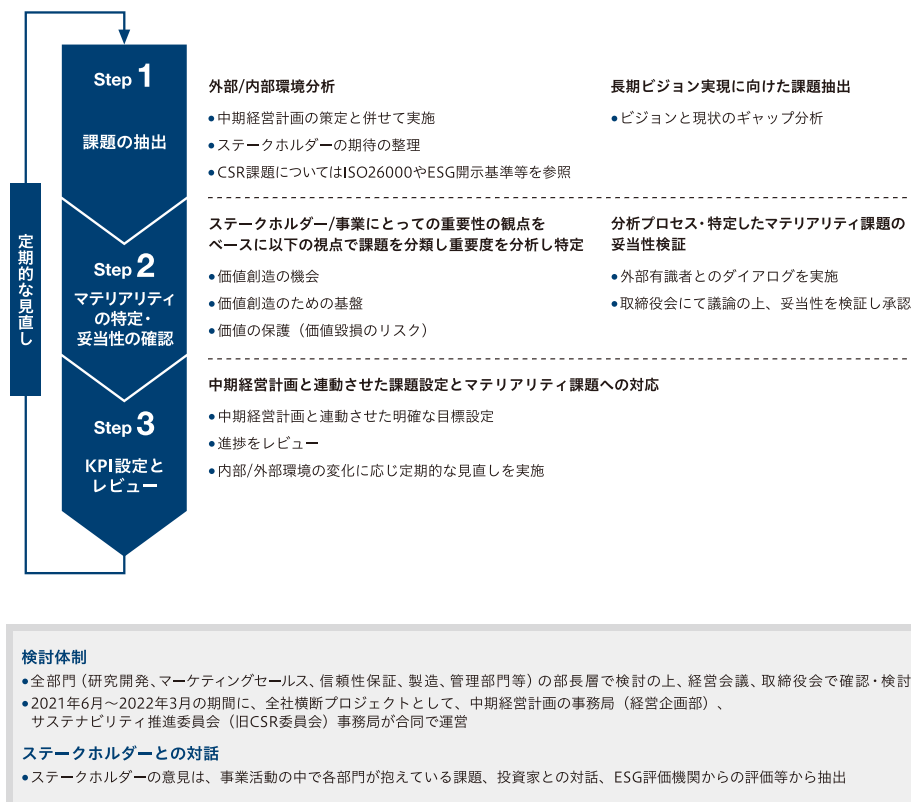 定期的な見直し
Step 1
課題の抽出
外部/内部環境分析
•中期経営計画の策定と併せて実施
•ステークホルダーの期待の整理
•CSR課題についてはISO26000やESG開示基準等を参照
長期ビジョン実現に向けた課題抽出
•ビジョンと現状のギャップ分析
Step 2
マテリアリティ
の特定・
妥当性の確認
ステークホルダー/事業にとっての重要性の観点を
ベースに以下の視点で課題を分類し重要度を分析し特定
•価値創造の機会
•価値創造のための基盤
•価値の保護（価値毀損のリスク）
分析プロセス・特定したマテリアリティ課題の
妥当性検証
•外部有識者とのダイアログを実施
•取締役会にて議論の上、妥当性を検証し承認
Step 3
KPI設定と
レビュー
中期経営計画と連動させた課題設定とマテリアリティ課題への対応
•中期経営計画と連動させた明確な目標設定
•進捗をレビュー
•内部/外部環境の変化に応じ定期的な見直しを実施
検討体制
•全部門（研究開発、マーケティングセールス、信頼性保証、製造、管理部門等）の部長層で検討の上、経営会議、取締役会で確認・検討
•2021年6月～2022年3月の期間に、全社横断プロジェクトとして、中期経営計画の事務局（経営企画部）、
サステナビリティ推進委員会（旧CSR委員会）事務局が合同で運営
ステークホルダーとの対話
•ステークホルダーの意見は、事業活動の中で各部門が抱えている課題、投資家との対話、ESG評価機関からの評価等から抽出